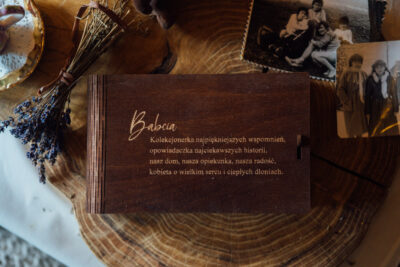 Babcia
Kolekcjonerka najpiękniejszych wspomnień,
opowiadaczka najciekawszych historii,
nasz dom, nasza opiekunka, nasza radość,
kobieta o wielkim sercu i ciepłych dłoniach.